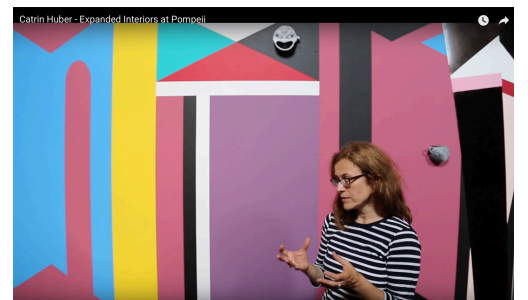 Catrin Huber - Expanded Interiors at Pompeii